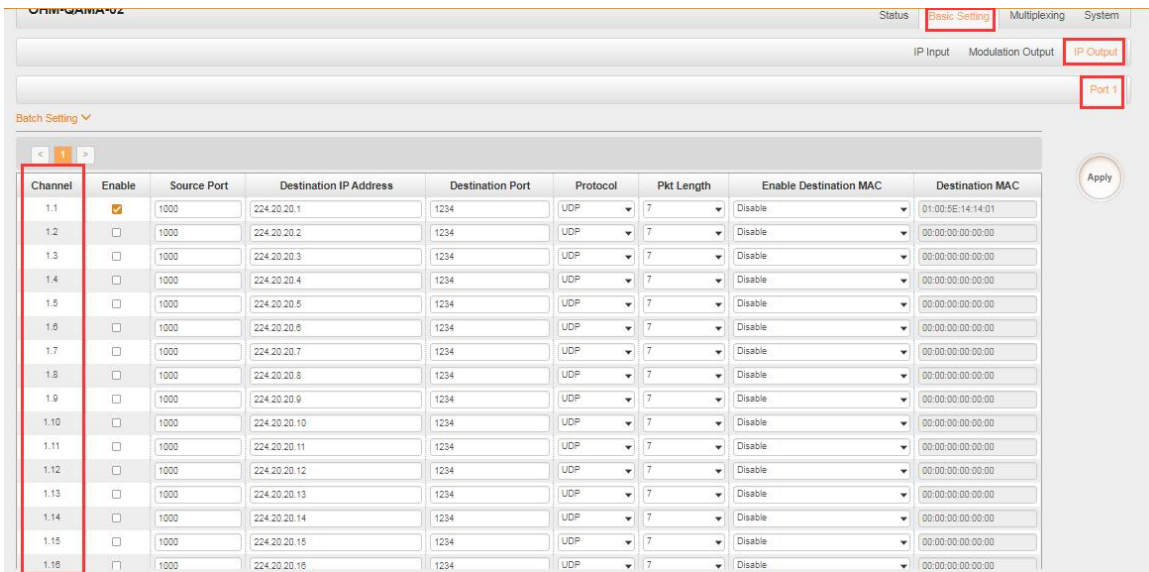 OHM-QAMA-02
Status Basic Setting Multiplexing System
IP Input Modulation Output IP Output
Port 1
Batch Setting
< 1 >
Apply
Channel Enable Source Port Destination IP Address Destination Port Protocol Pkt Length Enable Destination MAC Destination MAC
1.1 1000 224.20.20.1 1234 UDP 7 Disable 01:00:5E:14:14:01
1.2 1000 224.20.20.2 1234 UDP 7 Disable 00:00:00:00:00:00
1.3 1000 224.20.20.3 1234 UDP 7 Disable 00:00:00:00:00:00
1.4 1000 224.20.20.4 1234 UDP 7 Disable 00:00:00:00:00:00
1.5 1000 224.20.20.5 1234 UDP 7 Disable 00:00:00:00:00:00
1.6 1000 224.20.20.6 1234 UDP 7 Disable 00:00:00:00:00:00
1.7 1000 224.20.20.7 1234 UDP 7 Disable 00:00:00:00:00:00
1.8 1000 224.20.20.8 1234 UDP 7 Disable 00:00:00:00:00:00
1.9 1000 224.20.20.9 1234 UDP 7 Disable 00:00:00:00:00:00
1.10 1000 224.20.20.10 1234 UDP 7 Disable 00:00:00:00:00:00
1.11 1000 224.20.20.11 1234 UDP 7 Disable 00:00:00:00:00:00
1.12 1000 224.20.20.12 1234 UDP 7 Disable 00:00:00:00:00:00
1.13 1000 224.20.20.13 1234 UDP 7 Disable 00:00:00:00:00:00
1.14 1000 224.20.20.14 1234 UDP 7 Disable 00:00:00:00:00:00
1.15 1000 224.20.20.15 1234 UDP 7 Disable 00:00:00:00:00:00
1.16 1000 224.20.20.16 1234 UDP 7 Disable 00:00:00:00:00:00